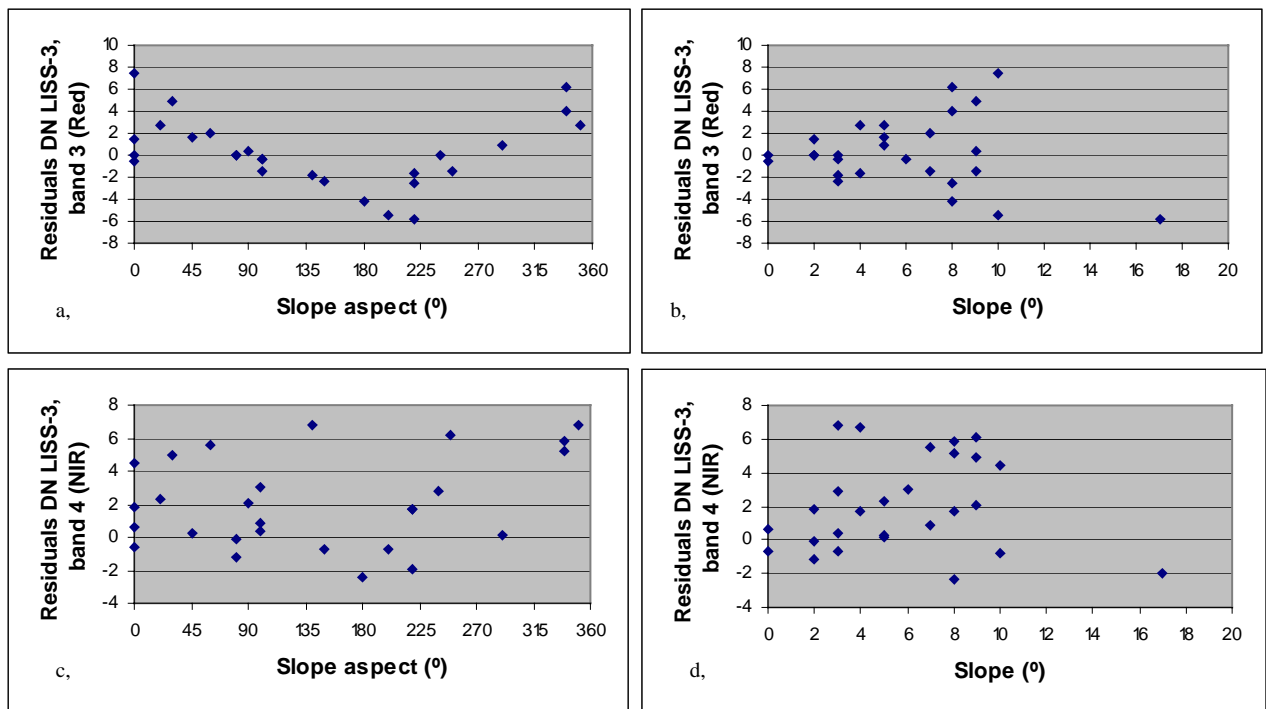 Residuals DN LISS-3,
band 3 (Red)
10
8
6
4
2
0
-2
-4
-6
-8
0 45 90 135 180 225 270 315 360
Slope aspect (º)
a,
Residuals DN LISS-3,
band 3 (Red)
10
8
6
4
2
0
-2
-4
-6
-8
0 2 4 6 8 10 12 14 16 18 20
Slope (º)
b,
Residuals DN LISS-3,
band 4 (NIR)
8
6
4
2
0
-2
-4
0 45 90 135 180 225 270 315 360
Slope aspect (º)
c,
Residuals DN LISS-3,
band 4 (NIR)
8
6
4
2
0
-2
-4
0 2 4 6 8 10 12 14 16 18 20
Slope (º)
d,